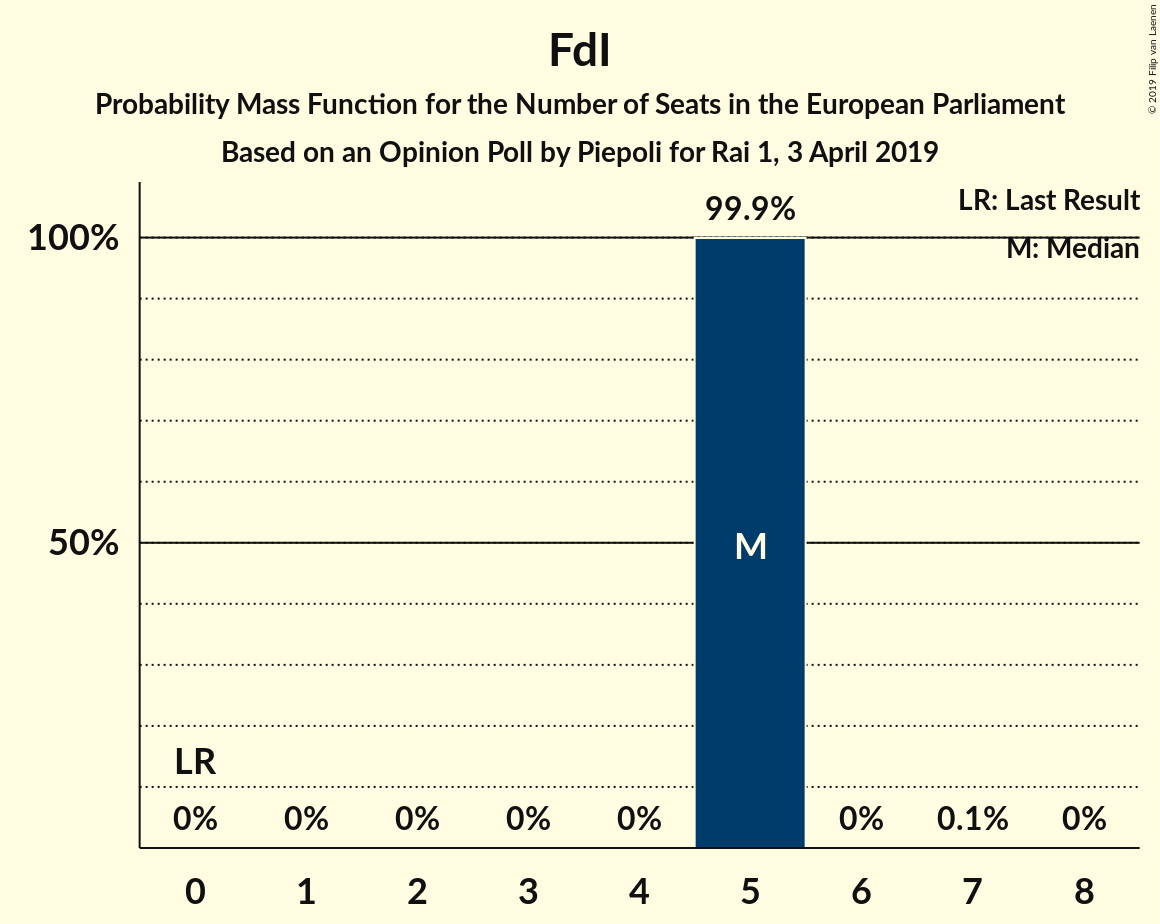 FdI
Probability Mass Function for the Number of Seats in the European Parliament
Based on an Opinion Poll by Piepoli for Rai 1, 3 April 2019
© 2019 Filip van Laenen
LR: Last Result
M: Median
99.9%
100%
50%
M
LR
0% 0% 0% 0% 0% 0% 0.1% 0%
0 1 2 3 4 5 6 7 8